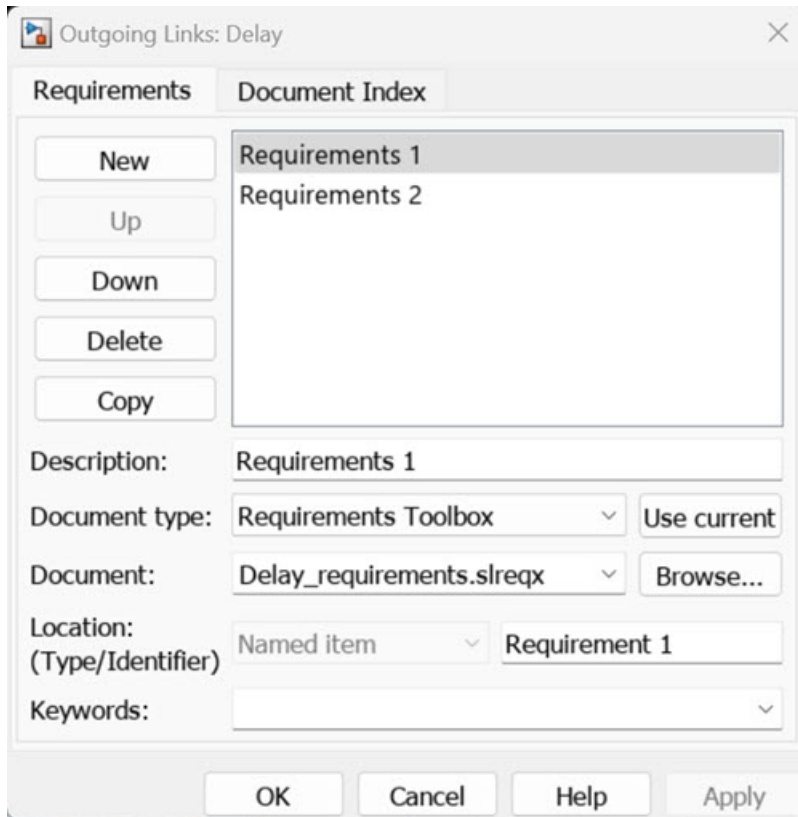 Outgoing Links: Delay
Requirements
Document Index
New
Up
Down
Delete
Copy
Requirements 1
Requirements 2
Description:
Requirements 1
Document type:
Requirements Toolbox
Use current
Document:
Delay_requirements.slreqx
Browse...
Location:
(Type/Identifier)
Named item
Requirement 1
Keywords:
OK
Cancel
Help
Apply